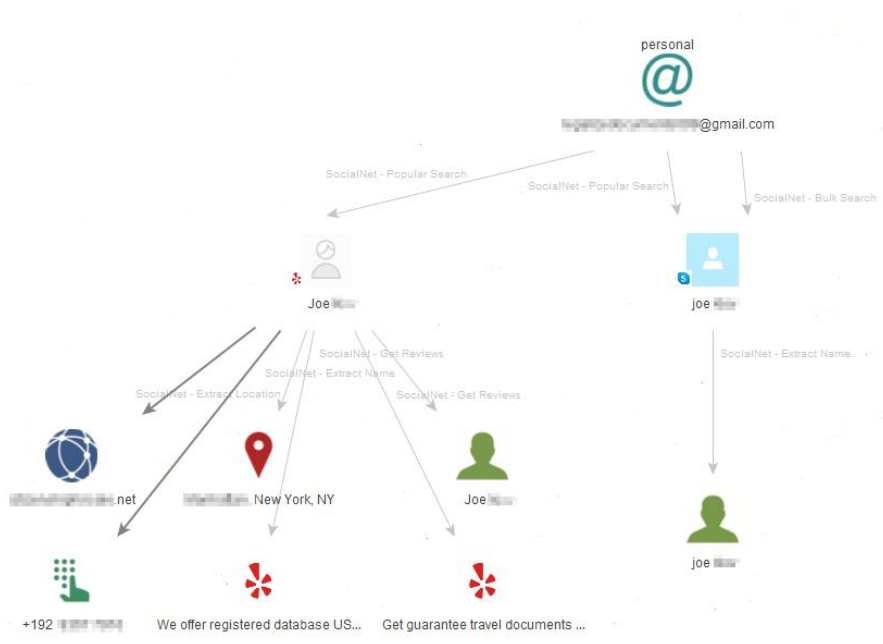 personal
@gmail.com
SocialNet - Popular Search
SocialNet - Popular Search
SocialNet - Bulk Search
Joe
joe
SocialNet - Get Reviews
SocialNet - Extract Name
SocialNet - Extract Name
SocialNet - Extract Location
SocialNet - Get Reviews
.net
New York, NY
Joe
joe
+192
We offer registered database US...
Get guarantee travel documents ...